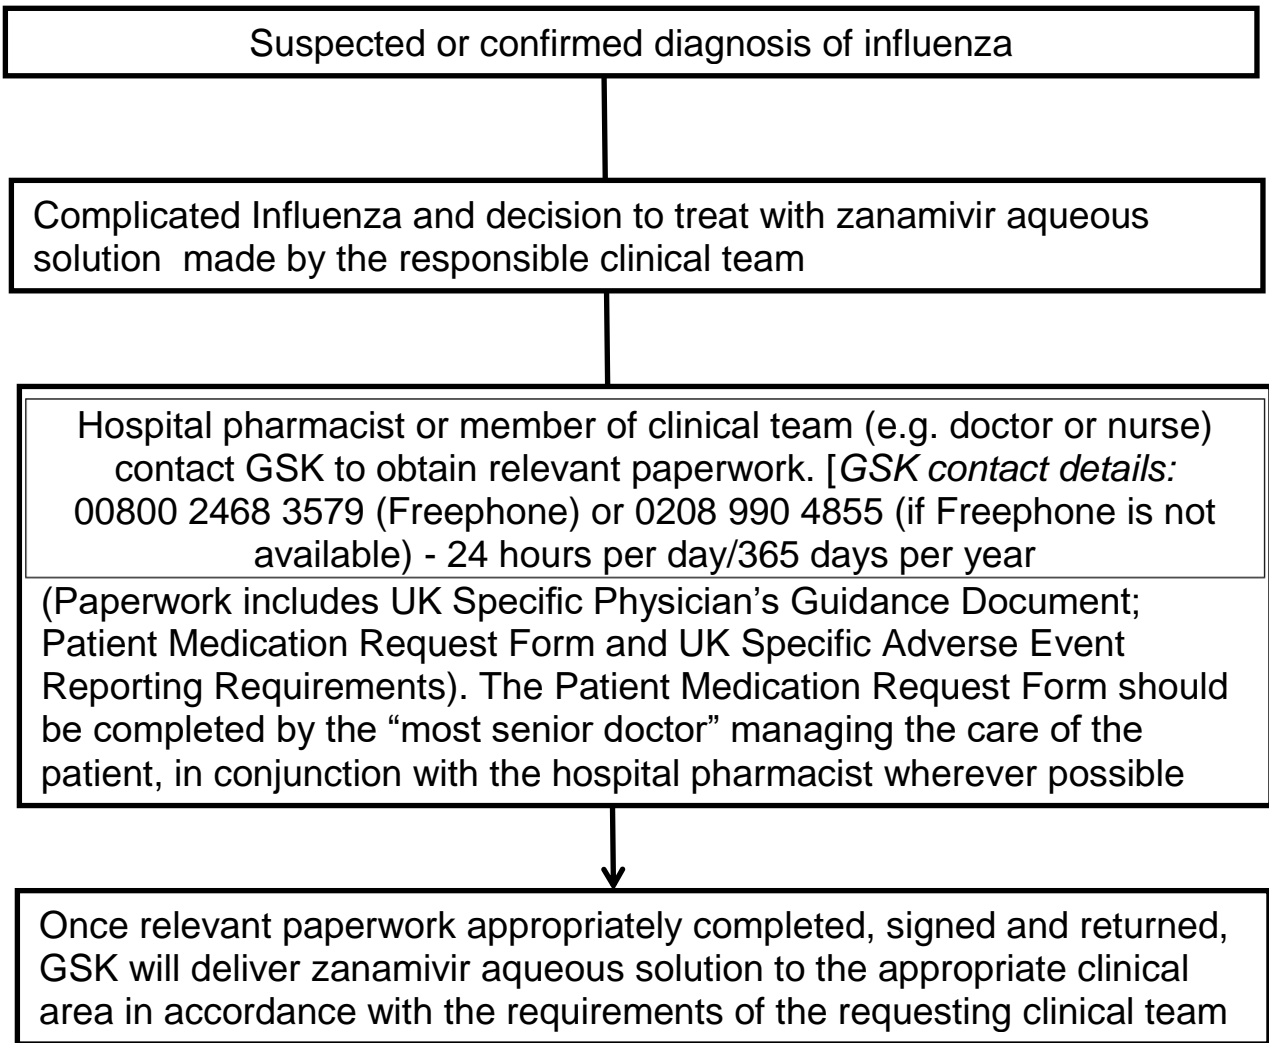 Suspected or confirmed diagnosis of influenza
Complicated Influenza and decision to treat with zanamivir aqueous
solution  made by the responsible clinical team
Hospital pharmacist or member of clinical team (e.g. doctor or nurse)
contact GSK to obtain relevant paperwork. [GSK contact details:
00800 2468 3579 (Freephone) or 0208 990 4855 (if Freephone is not
available) - 24 hours per day/365 days per year
(Paperwork includes UK Specific Physician’s Guidance Document;
Patient Medication Request Form and UK Specific Adverse Event
Reporting Requirements). The Patient Medication Request Form should
be completed by the “most senior doctor” managing the care of the
patient, in conjunction with the hospital pharmacist wherever possible
Once relevant paperwork appropriately completed, signed and returned,
GSK will deliver zanamivir aqueous solution to the appropriate clinical
area in accordance with the requirements of the requesting clinical team